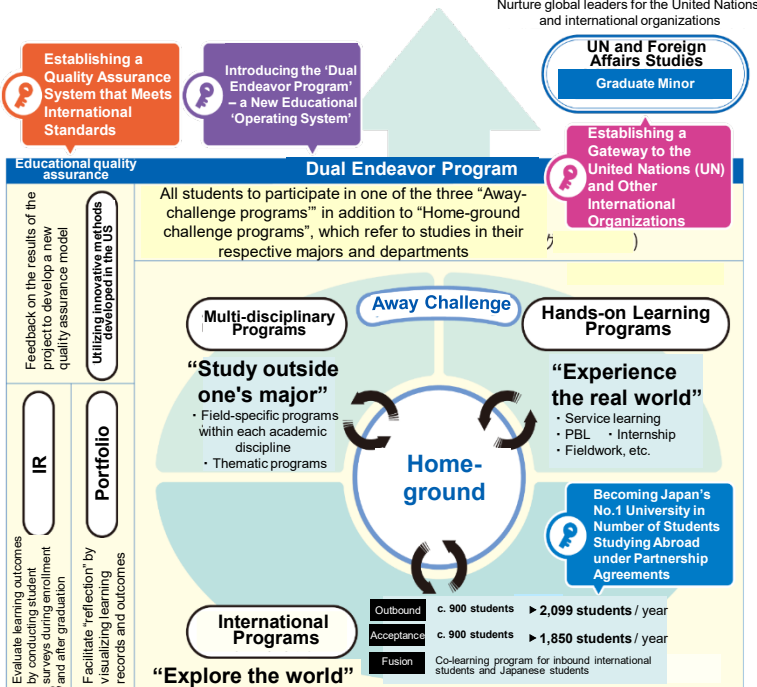 Nurture global leaders for the United Nations
and international organizations
UN and Foreign
Affairs Studies
Graduate Minor
Establishing a
Quality Assurance
System that Meets
International
Standards
Introducing the ‘Dual
Endeavor Program’
– a New Educational
‘Operating System’
Establishing a
Gateway to the
United Nations (UN)
and Other
International
Organizations
Educational quality
assurance
Dual Endeavor Program
All students to participate in one of the three “Away-
challenge programs’” in addition to “Home-ground
challenge programs”, which refer to studies in their
respective majors and departments
)
Feedback on the results of the
project to develop a new
quality assurance model
Utilizing innovative methods
developed in the US
Away Challenge
Multi-disciplinary
Programs
“Study outside
one's major”
・Field-specific programs
within each academic
discipline
・Thematic programs
Hands-on Learning
Programs
“Experience
the real world”
・Service learning
・PBL ・Internship
・Fieldwork, etc.
Home-
ground
IR
Portfolio
Evaluate learning outcomes
by conducting student
surveys during enrollment
and after graduation
Facilitate “reflection” by
visualizing learning
records and outcomes
Becoming Japan’s
No.1 University in
Number of Students
Studying Abroad
under Partnership
Agreements
International
Programs
“Explore the world”
Outbound c. 900 students ▶2,099 students / year
Acceptance c. 900 students ▶1,850 students / year
Fusion Co-learning program for inbound international
students and Japanese students